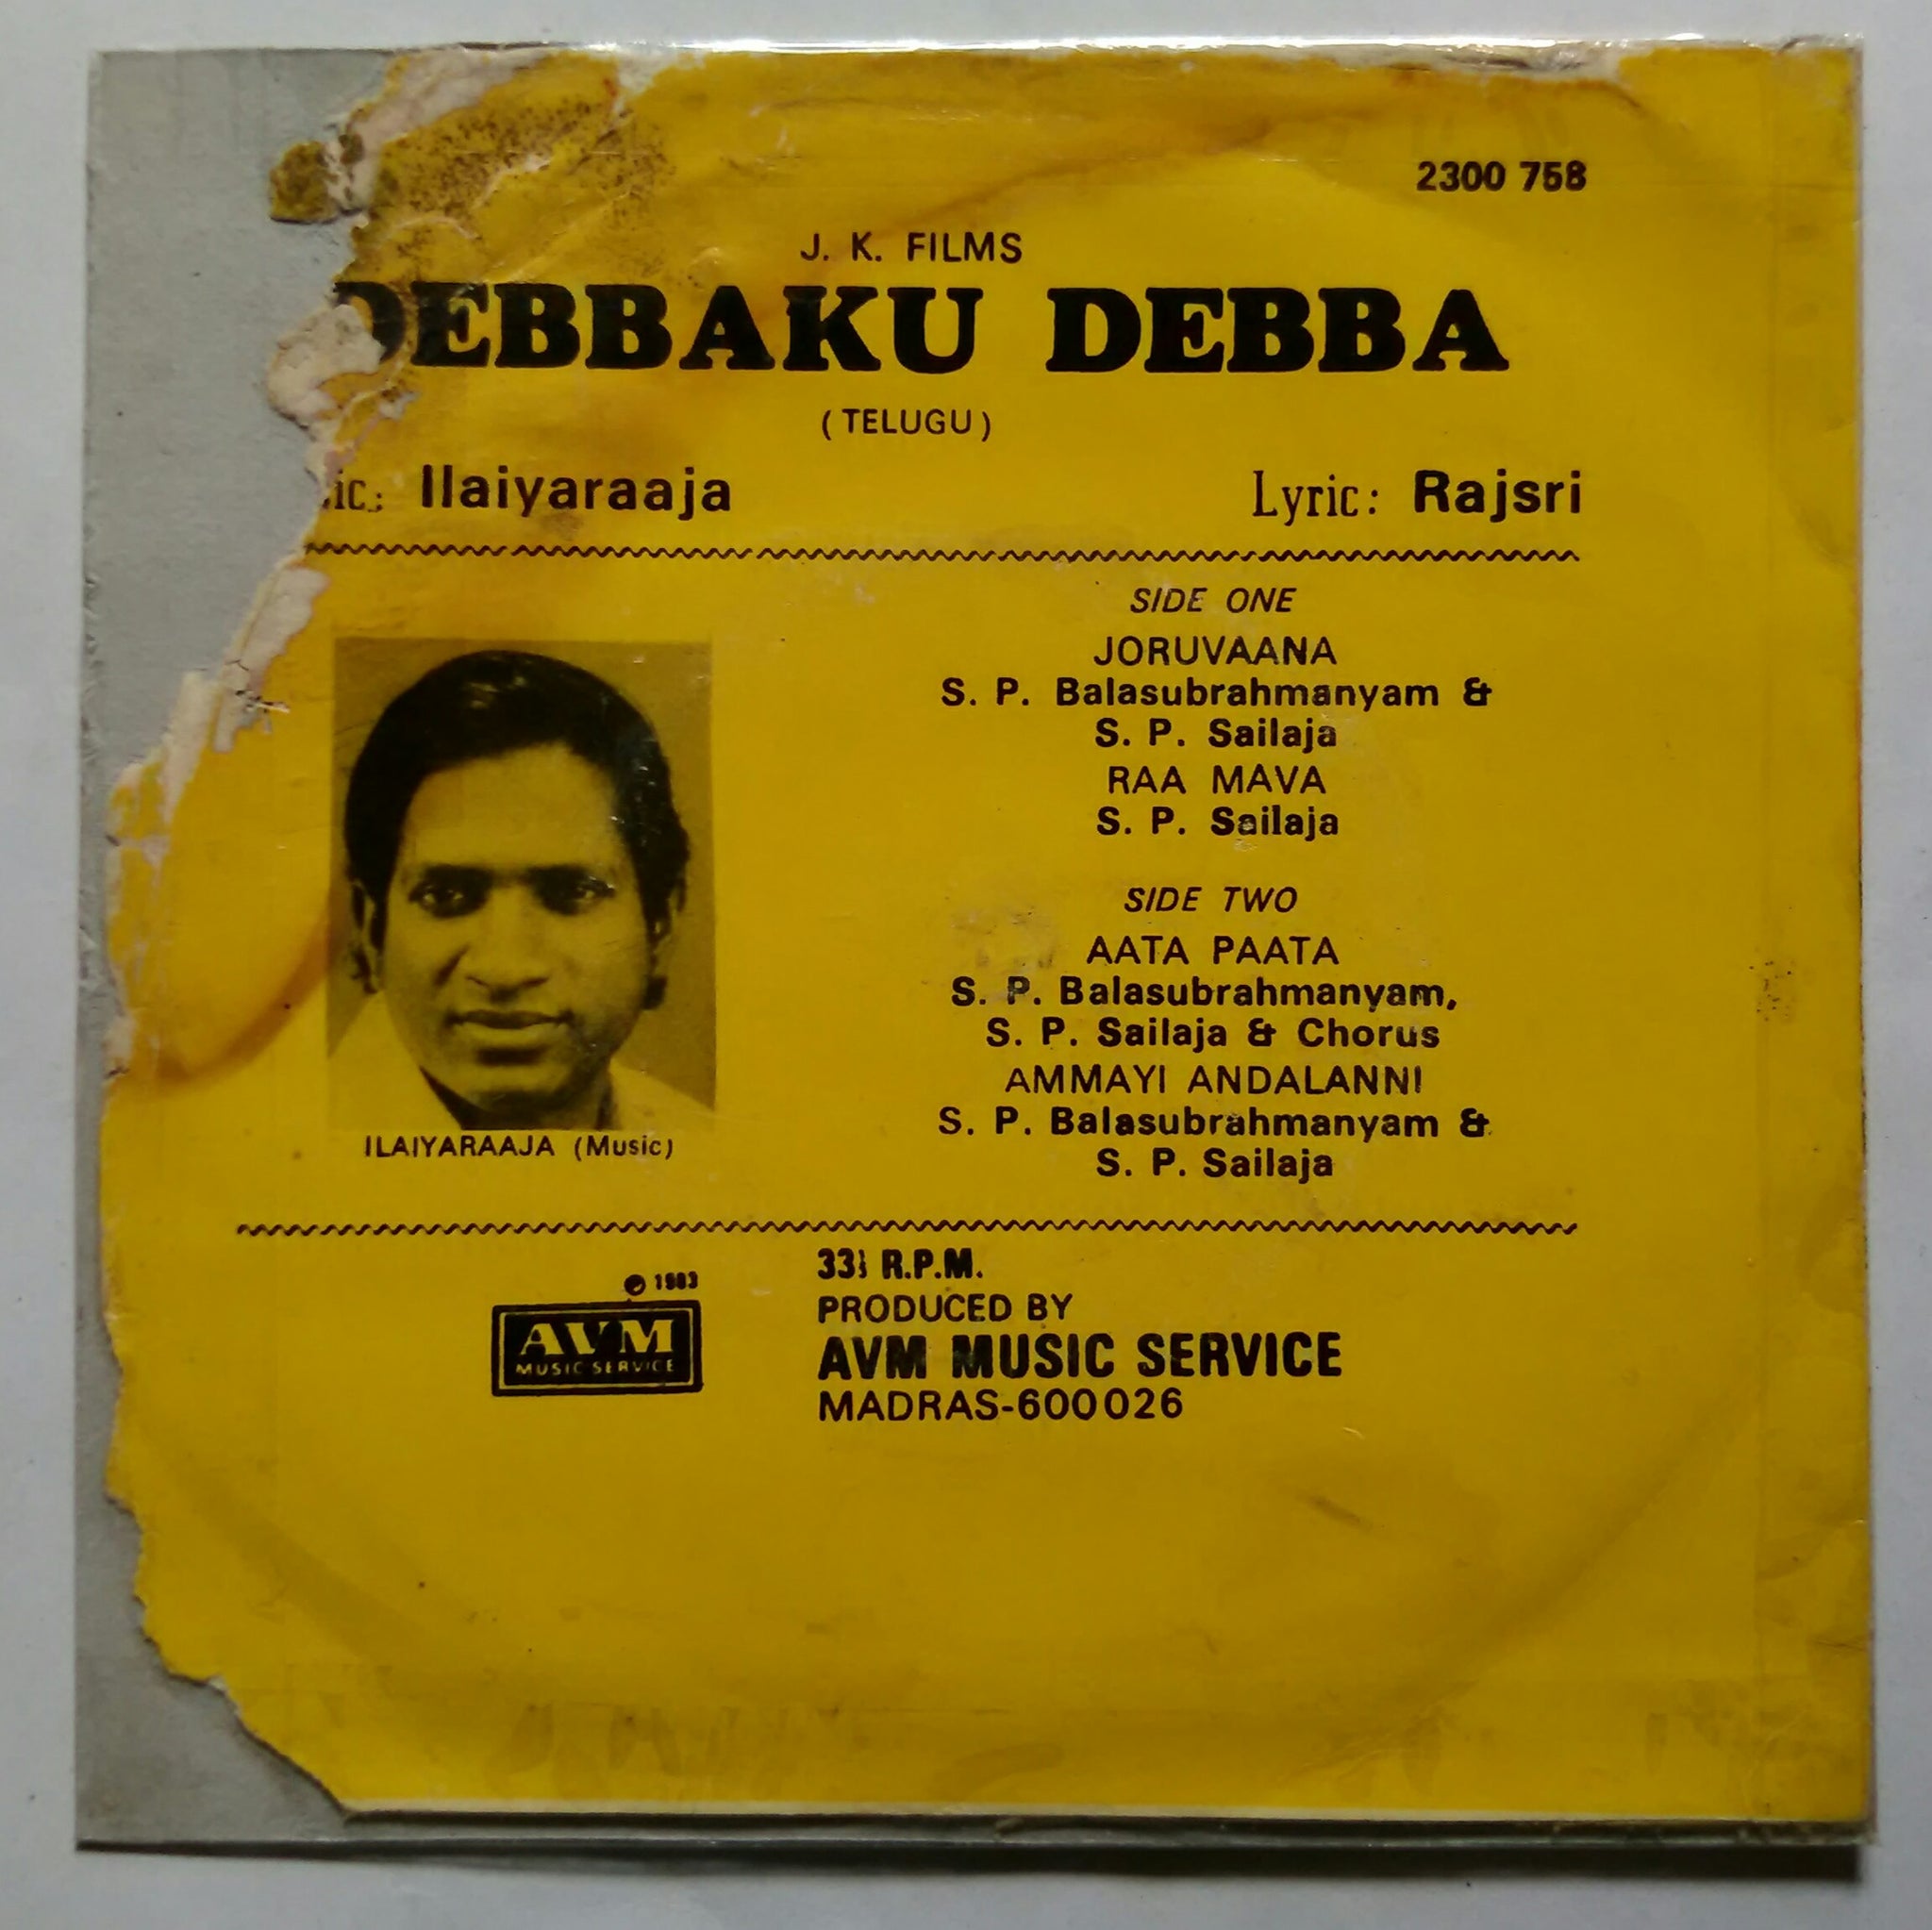 2300 758
J. K. FILMS
DEBBAKU DEBBA
(TELUGU)
Ilaiyaraaja
Lyric: Rajsri
SIDE ONE
JORUVAANA
S. P. Balasubrahmanyam &
S. P. Sailaja
RAA MAVA
S. P. Sailaja
SIDE TWO
AATA PAATA
S. P. Balasubrahmanyam,
S. P. Sailaja & Chorus
AMMAYI ANDALANNI
S. P. Balasubrahmanyam &
S. P. Sailaja
ILAIYARAAJA (Music)
℗ 1983
AVM
MUSIC SERVICE
33⅓ R.P.M.
PRODUCED BY
AVM MUSIC SERVICE
MADRAS-600026